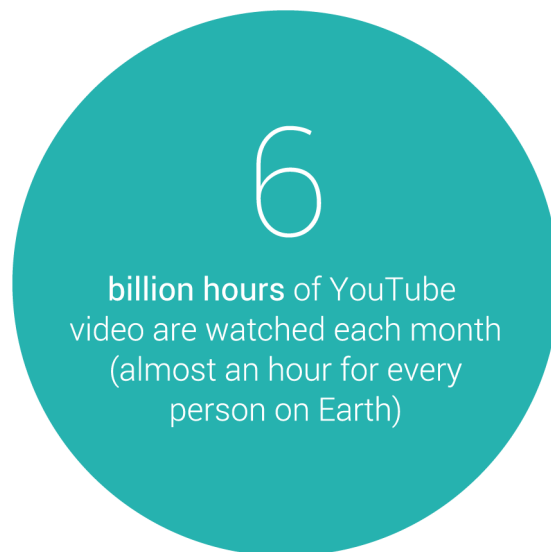 6
billion hours of YouTube
video are watched each month
(almost an hour for every
person on Earth)